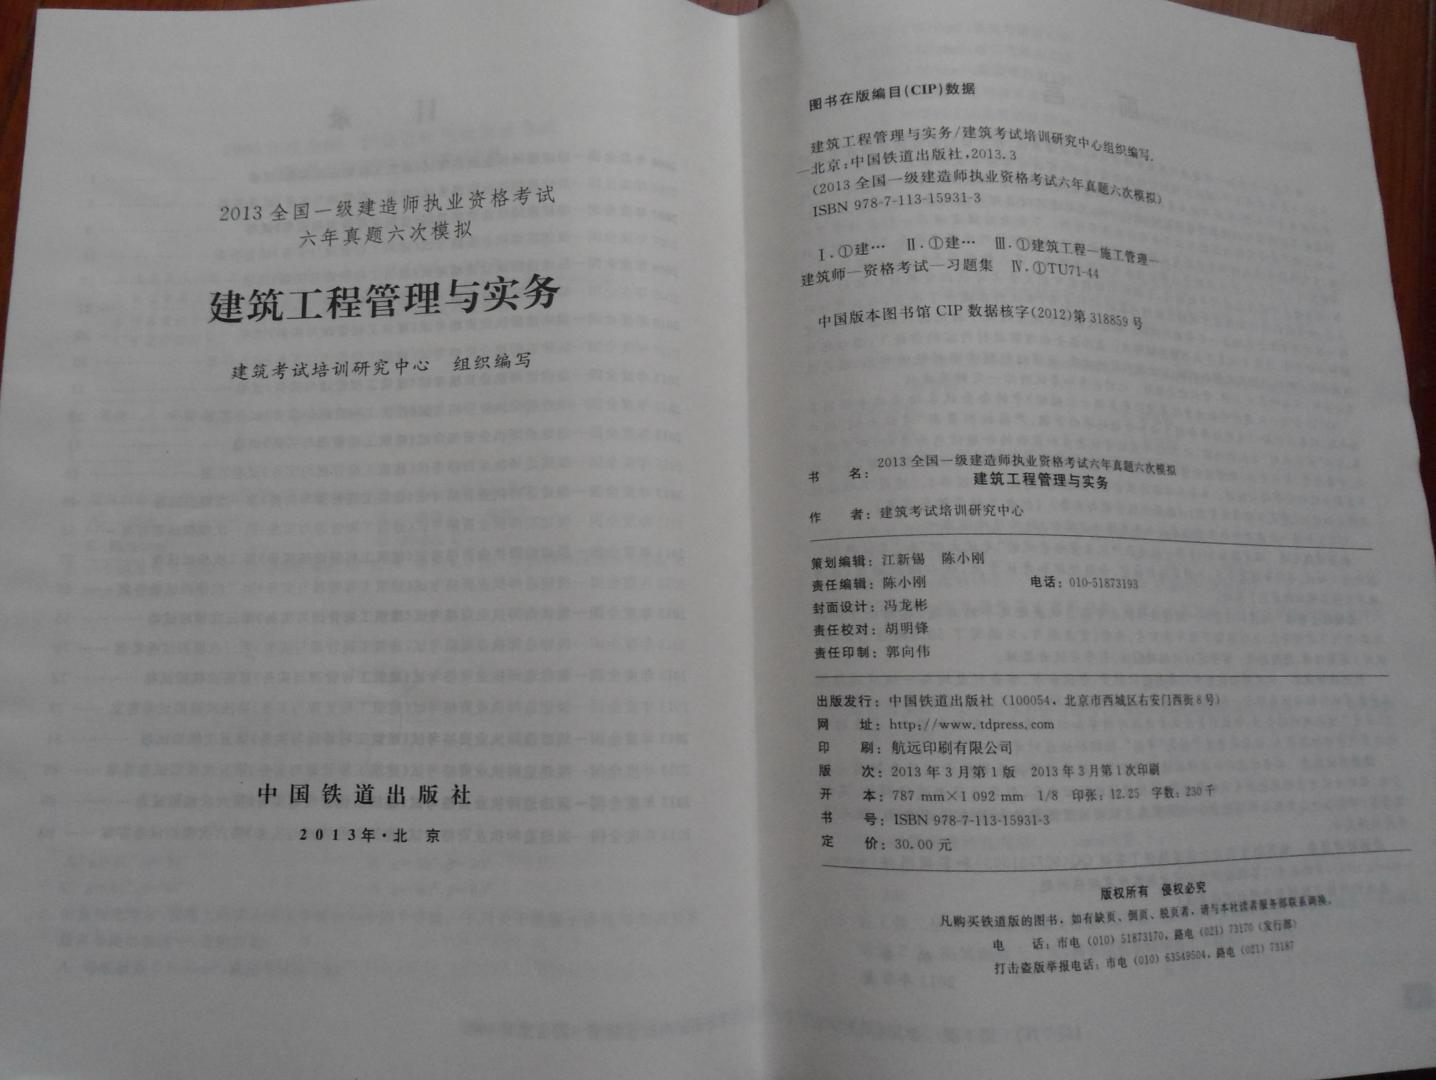 2013 全国一级建造师执业资格考试
六年真题六次模拟
建筑工程管理与实务
建筑考试培训研究中心 组织编写
中国铁道出版社
2013年·北 京
图书在版编目(CIP)数据
建筑工程管理与实务/建筑考试培训研究中心组织编写.
—北京:中国铁道出版社,2013.3
(2013 全国一级建造师执业资格考试六年真题六次模拟)
ISBN 978-7-113-15931-3
Ⅰ.①建… Ⅱ.①建… Ⅲ.①建筑工程—施工管理—
建筑师—资格考试—习题集 Ⅳ.①TU71-44
中国版本图书馆 CIP 数据核字(2012)第 318859 号
书 名: 2013 全国一级建造师执业资格考试六年真题六次模拟
建筑工程管理与实务
作 者: 建筑考试培训研究中心
策划编辑: 江新锡 陈小刚
责任编辑: 陈小刚 电话: 010-51873193
封面设计: 冯龙彬
责任校对: 胡明锋
责任印制: 郭向伟
出版发行: 中国铁道出版社 (100054, 北京市西城区右安门西街8号)
网 址: http://www.tdpress.com
印 刷: 航远印刷有限公司
版 次: 2013年3月第1版 2013年3月第1次印刷
开 本: 787 mm×1 092 mm 1/8 印张: 12.25 字数: 230千
书 号: ISBN 978-7-113-15931-3
定 价: 30.00 元
版权所有 侵权必究
凡购买铁道版的图书, 如有缺页、倒页、脱页者, 请与本社读者服务部联系调换.
电 话: 市电 (010) 51873170, 路电 (021) 73170 (发行部)
打击盗版举报电话: 市电 (010) 63549504, 路电 (021) 73187